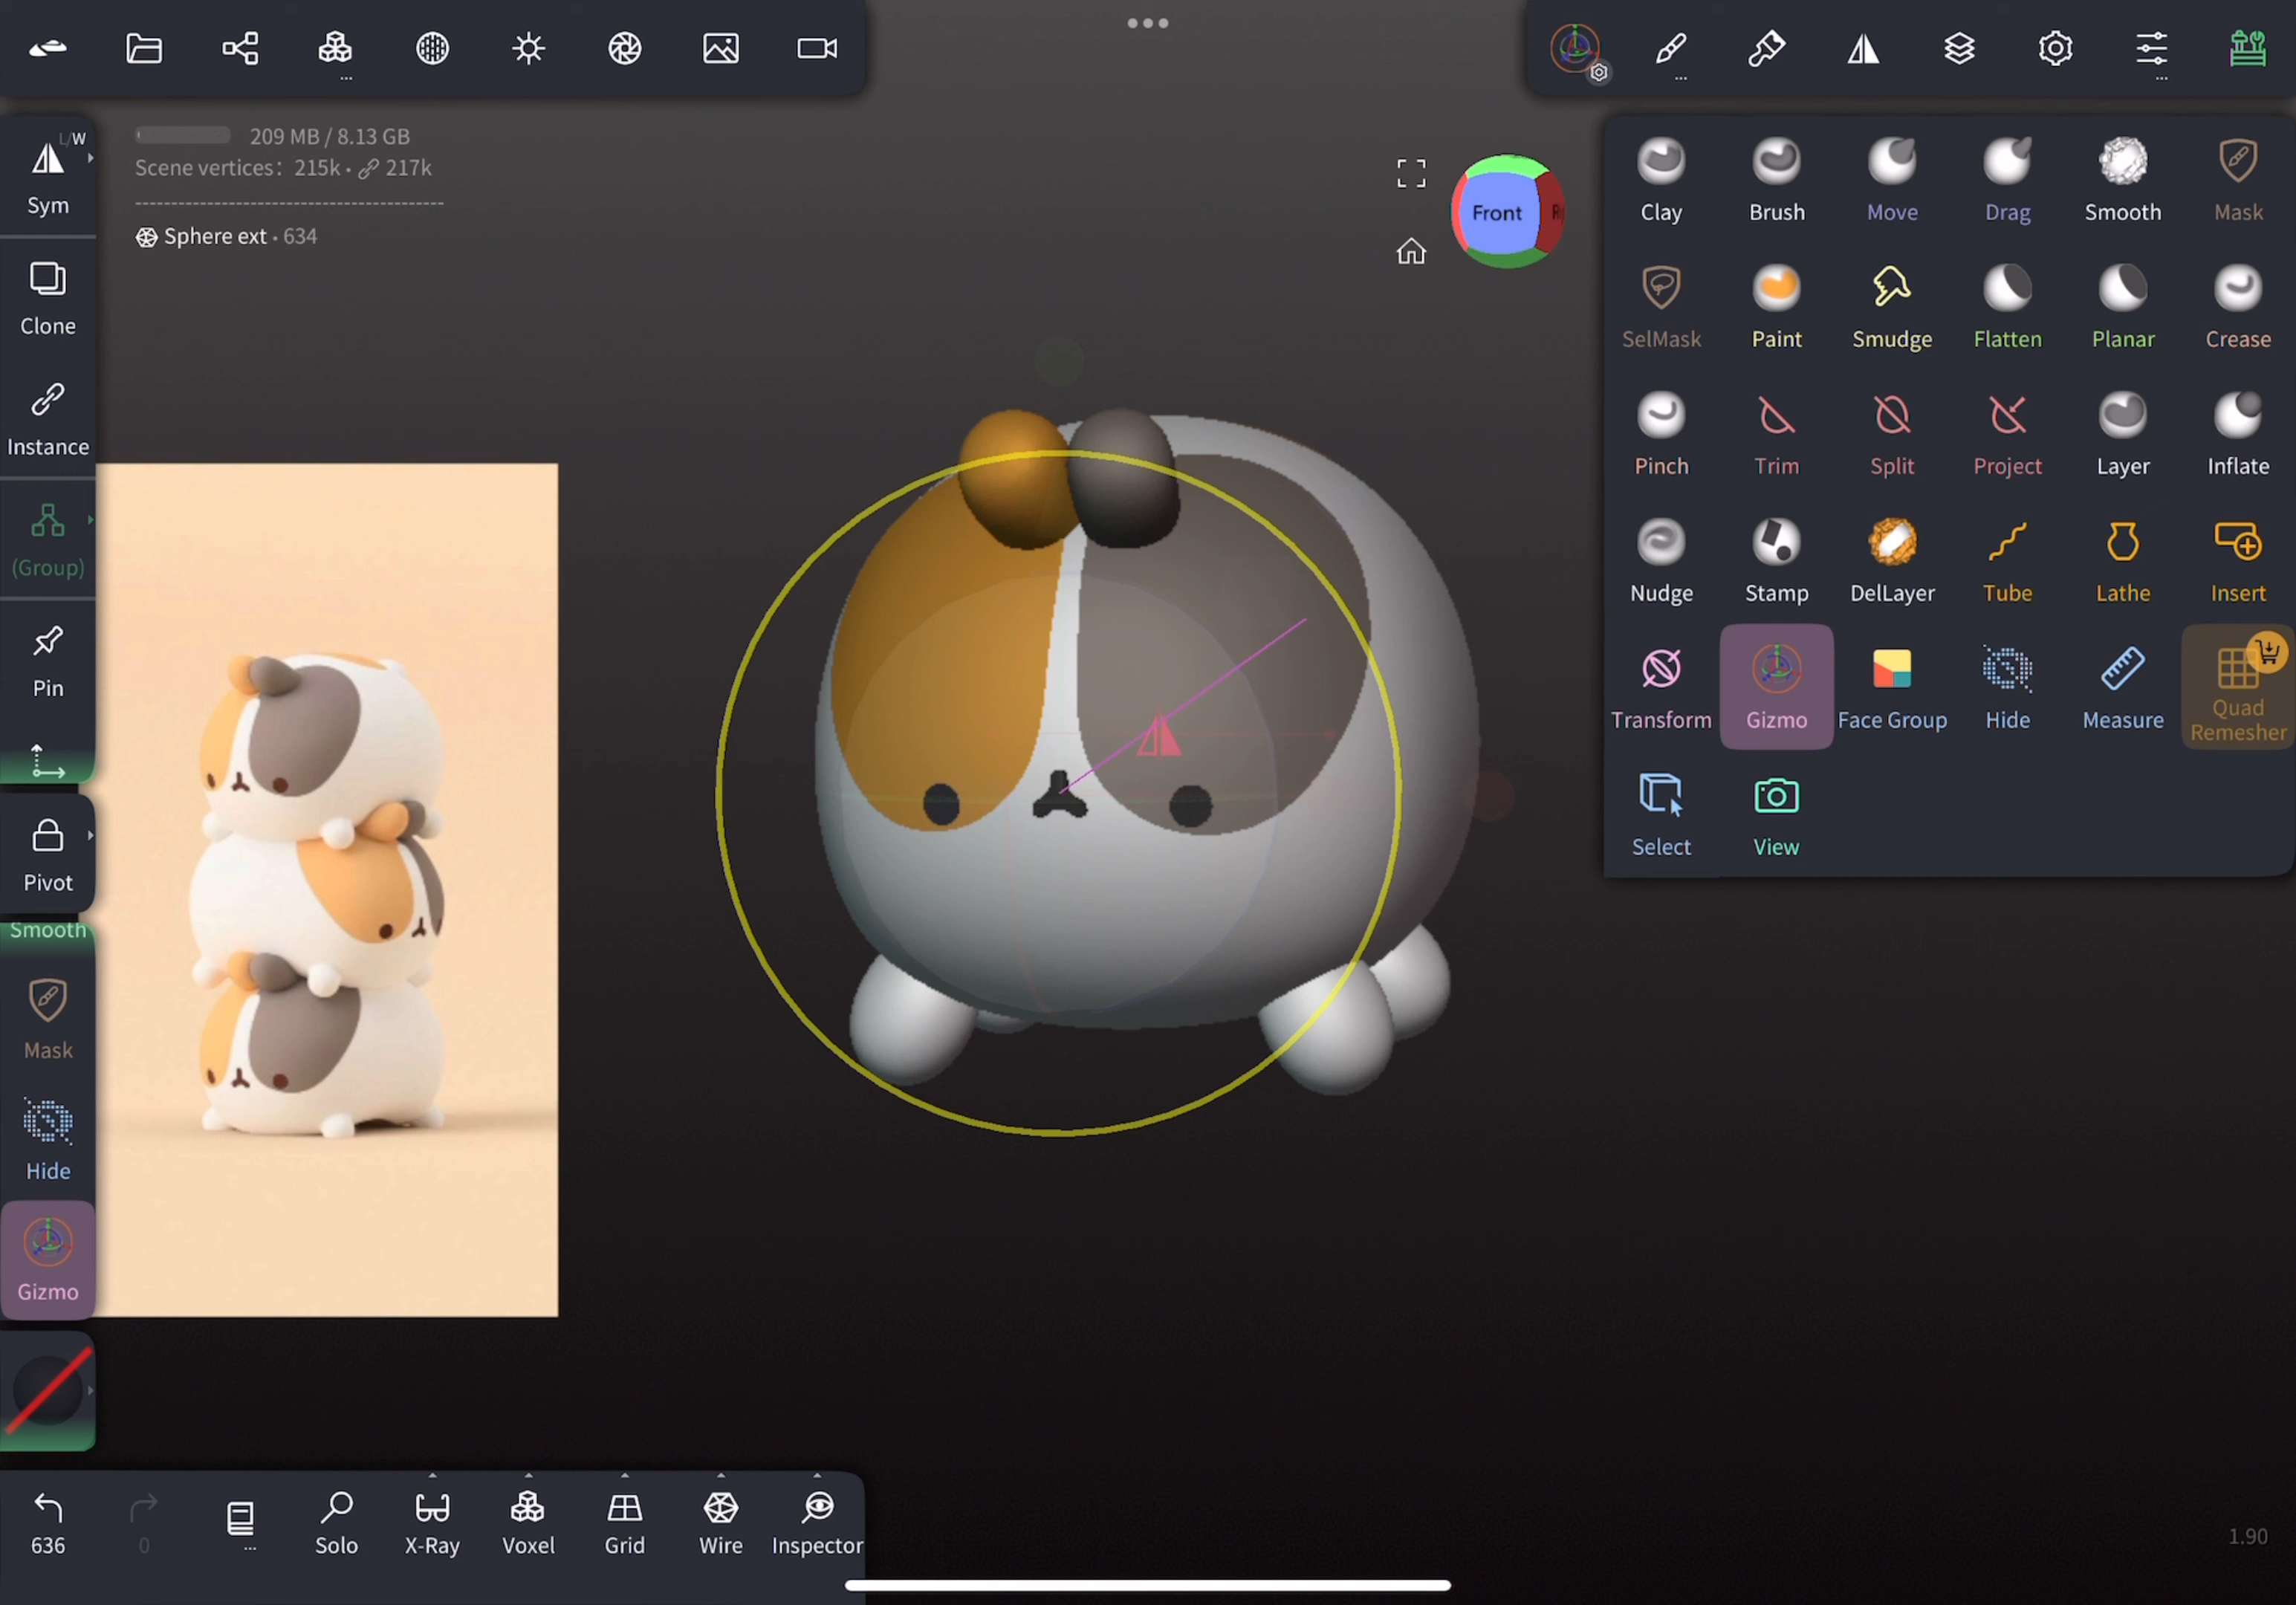 209 MB / 8.13 GB
Scene vertices: 215k • 217k
----------------------------------------
Sphere ext • 634
L/W
Sym
Clone
Instance
(Group)
Pin
Pivot
Smooth
Mask
Hide
Gizmo
Front
Clay Brush Move Drag Smooth Mask
SelMask Paint Smudge Flatten Planar Crease
Pinch Trim Split Project Layer Inflate
Nudge Stamp DelLayer Tube Lathe Insert
Transform Gizmo Face Group Hide Measure Quad
Remesher
Select View
636 0 ... Solo X-Ray Voxel Grid Wire Inspector
1.90